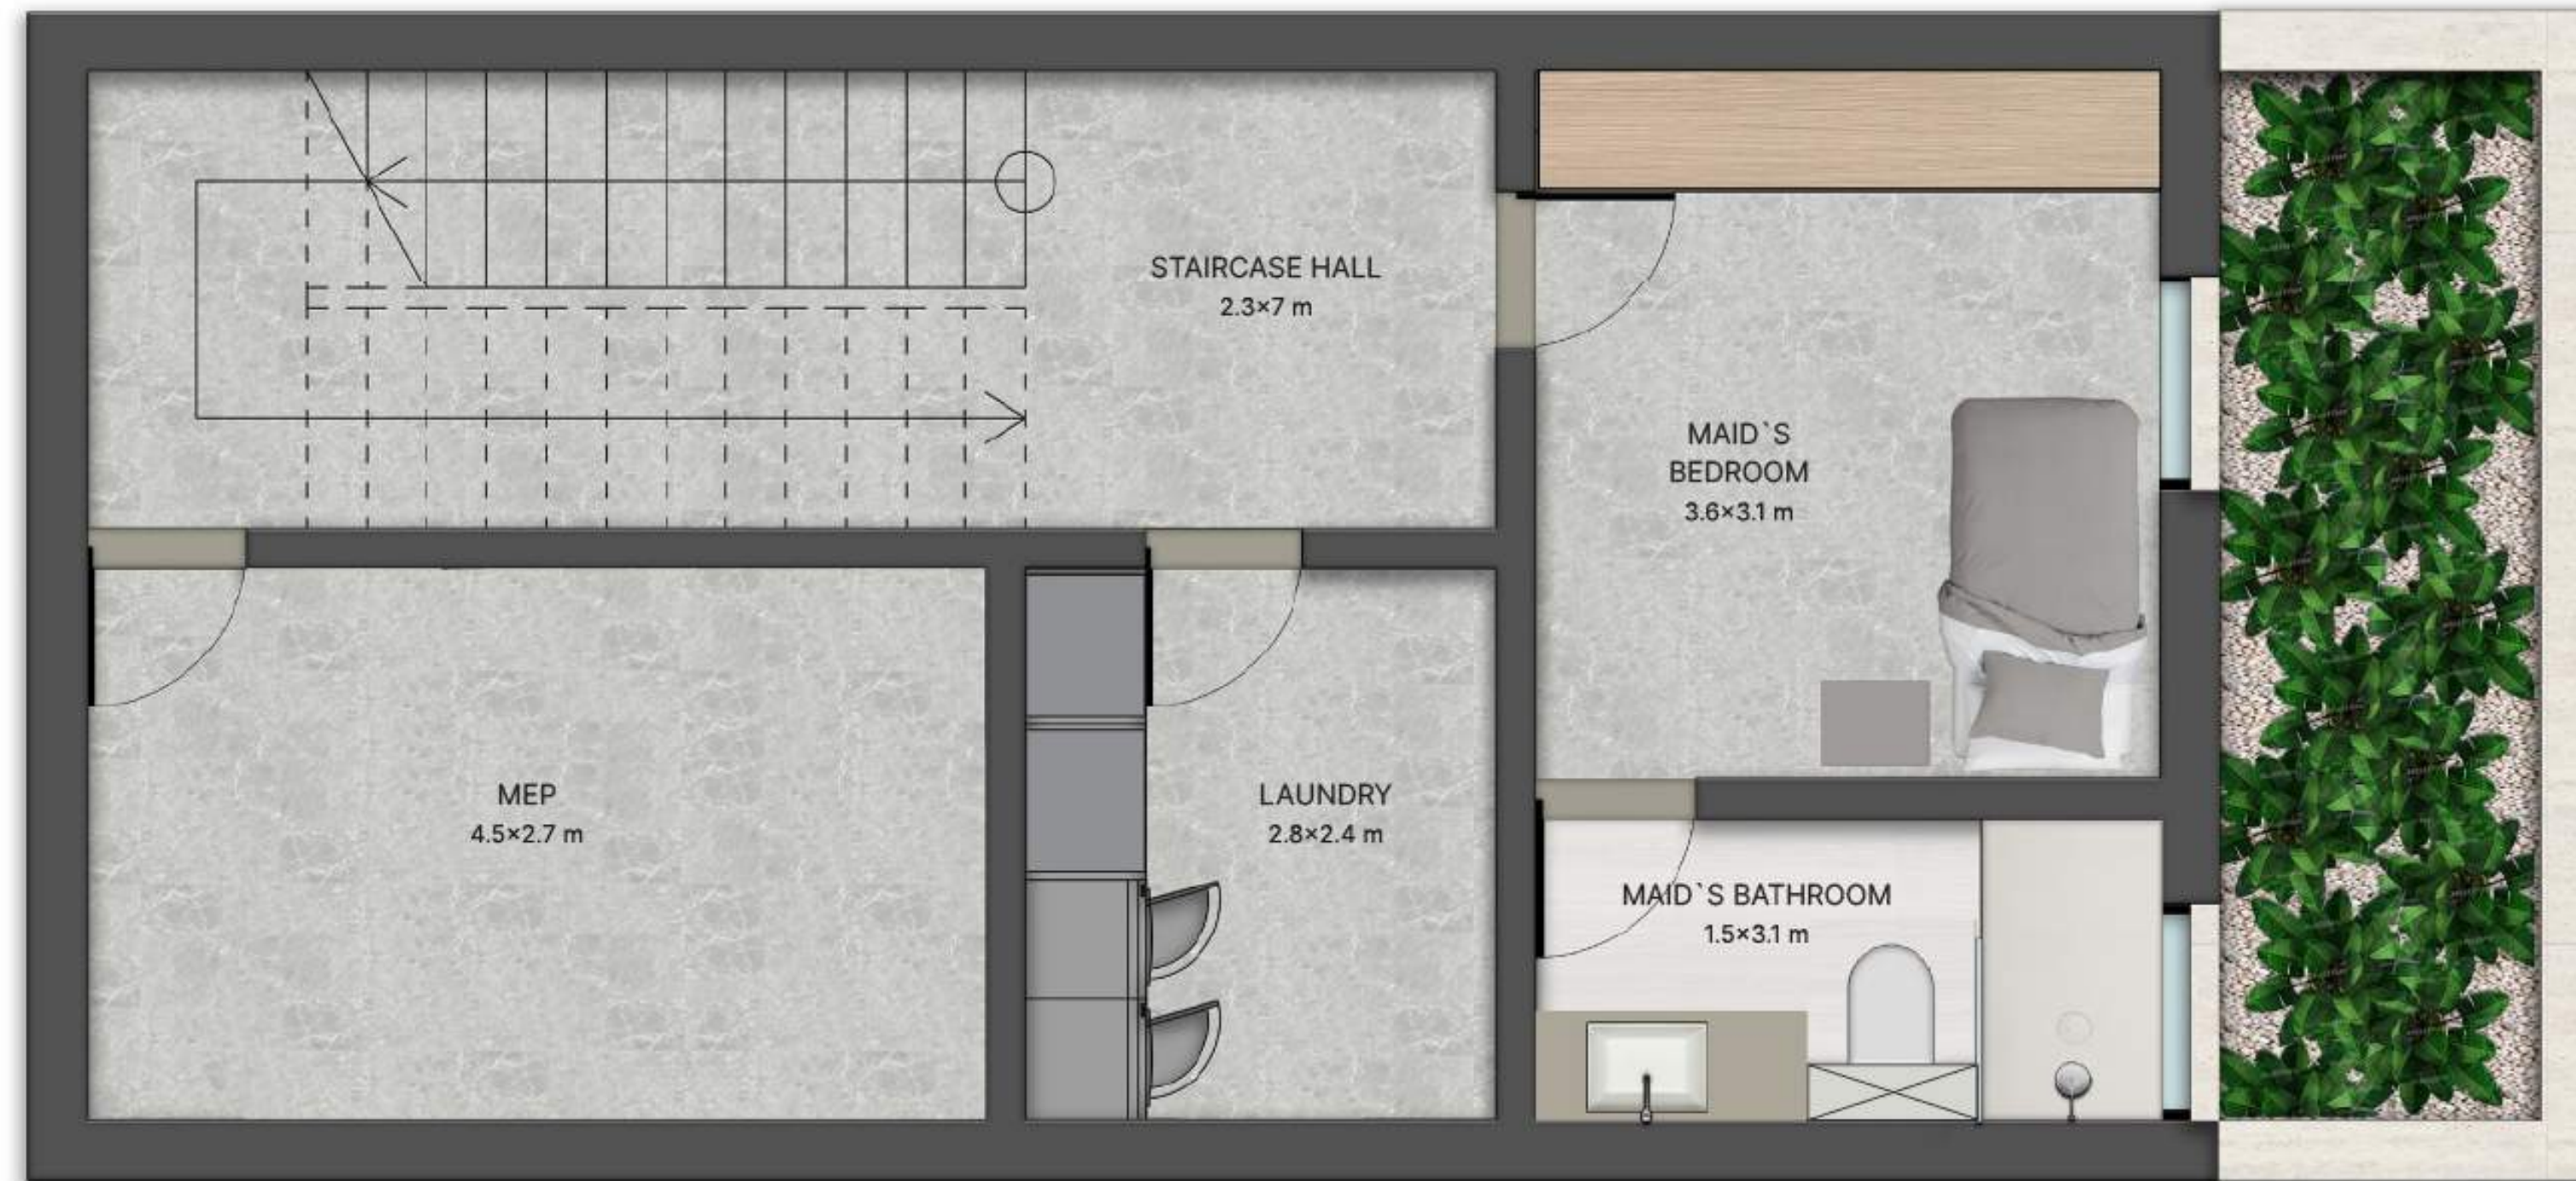 STAIRCASE HALL
2.3×7 m
MAID`S
BEDROOM
3.6×3.1 m
MEP
4.5×2.7 m
LAUNDRY
2.8×2.4 m
MAID`S BATHROOM
1.5×3.1 m